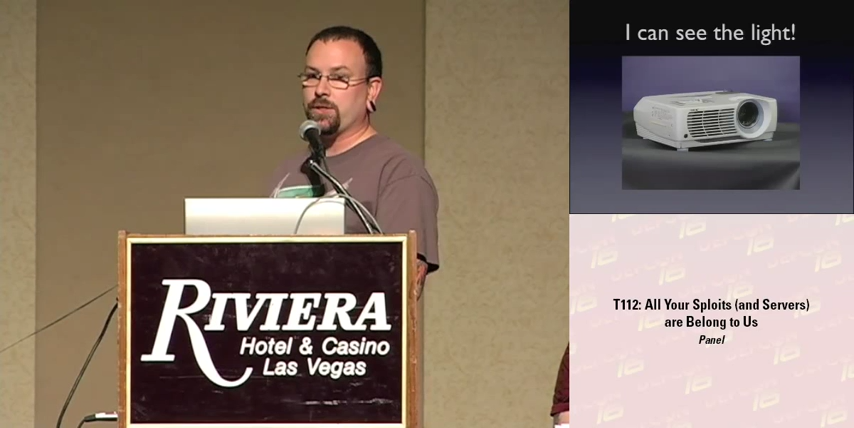 I can see the light!
RIVIERA
Hotel & Casino
Las Vegas
T112: All Your Sploits (and Servers)
are Belong to Us
Panel